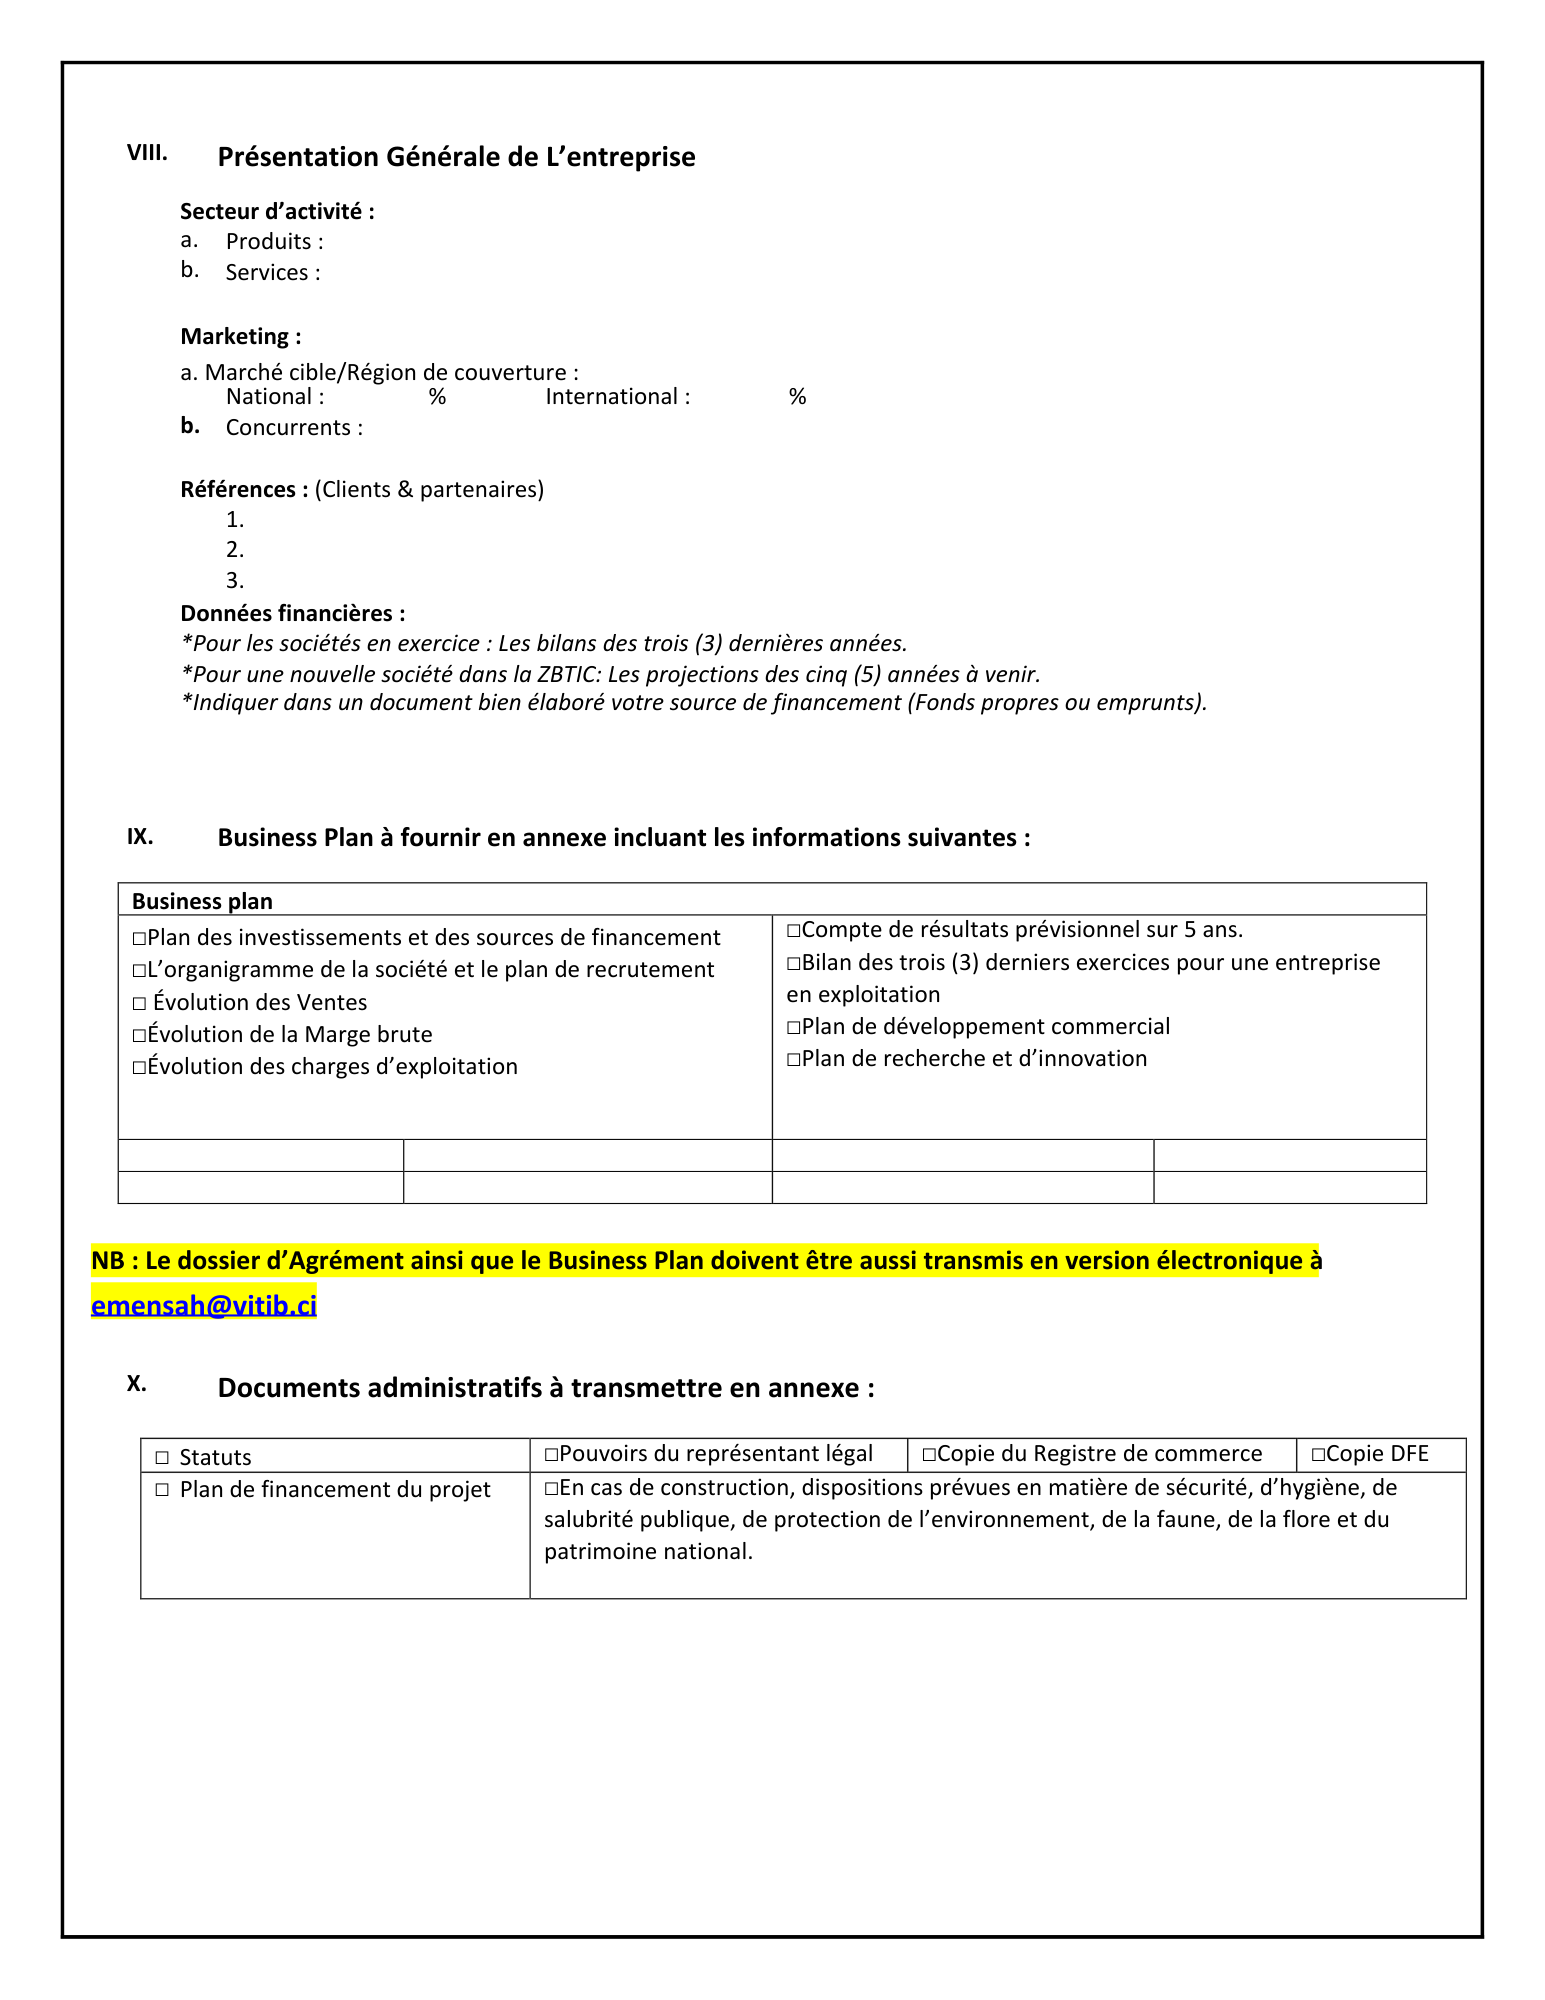 VIII. Présentation Générale de L’entreprise
Secteur d’activité :
a. Produits :
b. Services :
Marketing :
a. Marché cible/Région de couverture :
National : % International : %
b. Concurrents :
Références : (Clients & partenaires)
1.
2.
3.
Données financières :
*Pour les sociétés en exercice : Les bilans des trois (3) dernières années.
*Pour une nouvelle société dans la ZBTIC: Les projections des cinq (5) années à venir.
*Indiquer dans un document bien élaboré votre source de financement (Fonds propres ou emprunts).
IX. Business Plan à fournir en annexe incluant les informations suivantes :
Business plan
□Plan des investissements et des sources de financement
□L’organigramme de la société et le plan de recrutement
□ Évolution des Ventes
□Évolution de la Marge brute
□Évolution des charges d’exploitation
□Compte de résultats prévisionnel sur 5 ans.
□Bilan des trois (3) derniers exercices pour une entreprise
en exploitation
□Plan de développement commercial
□Plan de recherche et d’innovation
NB : Le dossier d’Agrément ainsi que le Business Plan doivent être aussi transmis en version électronique à
emensah@vitib.ci
X. Documents administratifs à transmettre en annexe :
□ Statuts □Pouvoirs du représentant légal □Copie du Registre de commerce □Copie DFE
□ Plan de financement du projet
□En cas de construction, dispositions prévues en matière de sécurité, d’hygiène, de
salubrité publique, de protection de l’environnement, de la faune, de la flore et du
patrimoine national.